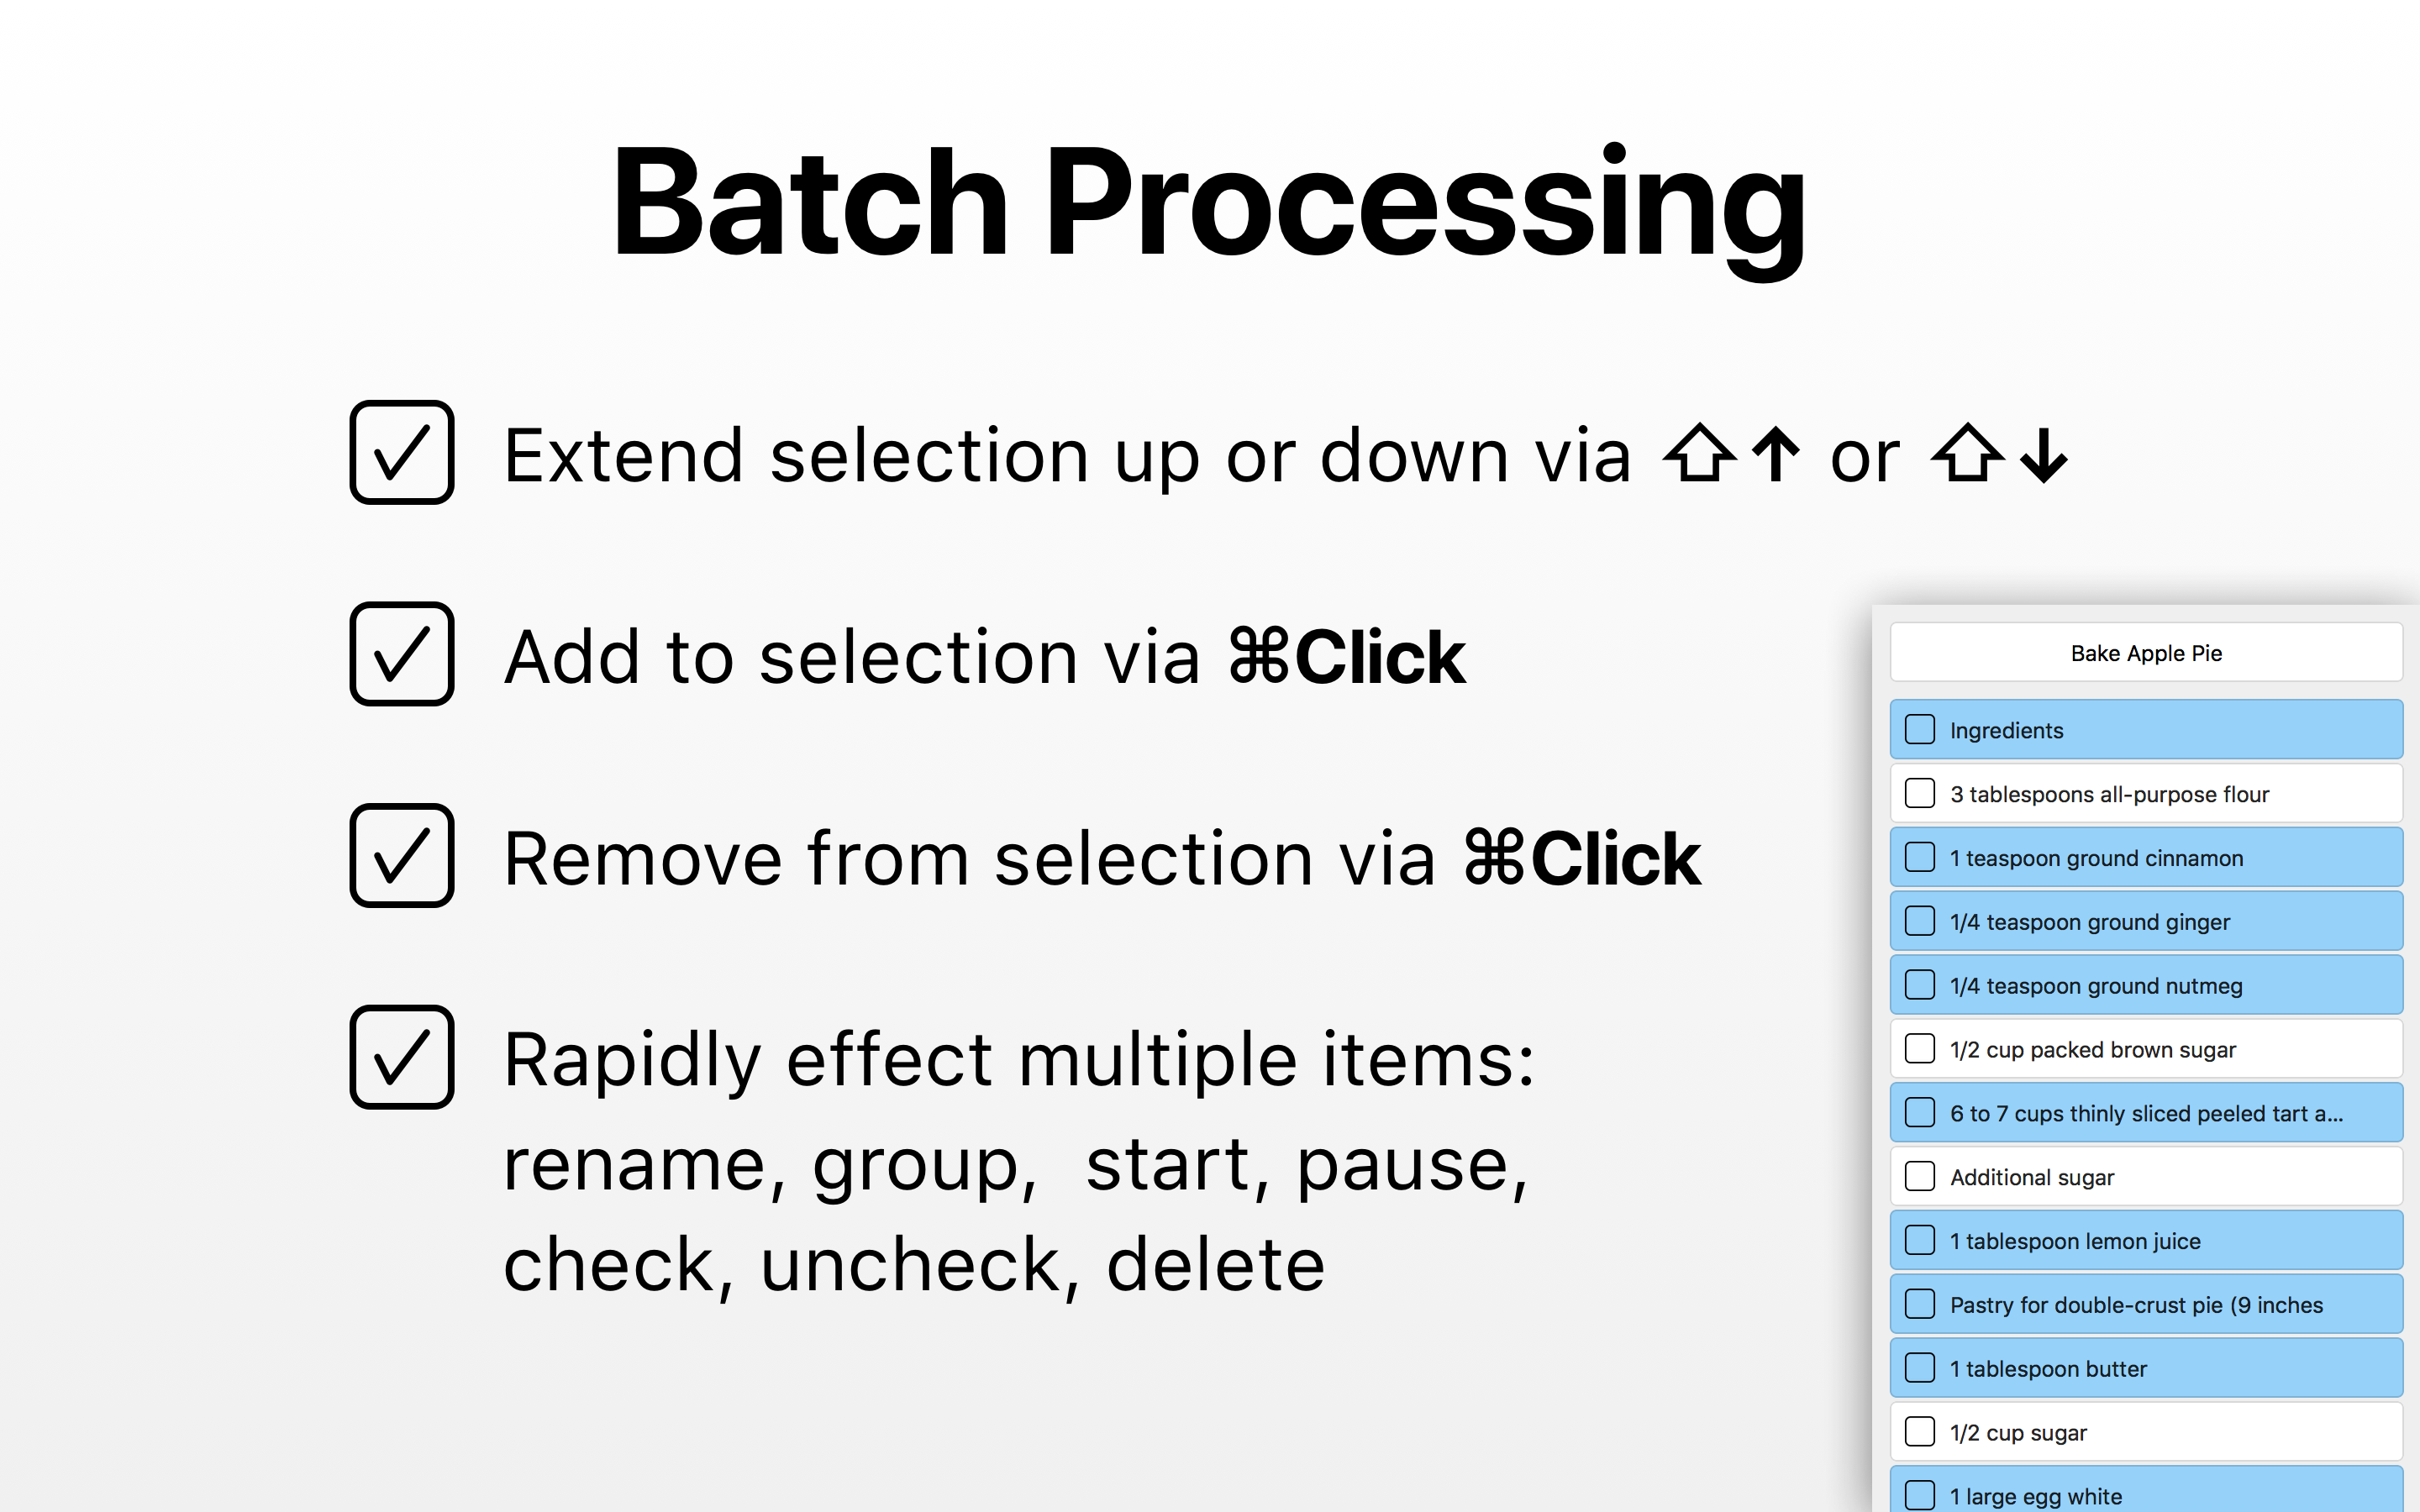 Batch Processing
Extend selection up or down via ⇧↑ or ⇧↓
Add to selection via ⌘Click
Remove from selection via ⌘Click
Rapidly effect multiple items:
rename, group,  start, pause,
check, uncheck, delete
Bake Apple Pie
Ingredients
3 tablespoons all-purpose flour
1 teaspoon ground cinnamon
1/4 teaspoon ground ginger
1/4 teaspoon ground nutmeg
1/2 cup packed brown sugar
6 to 7 cups thinly sliced peeled tart a...
Additional sugar
1 tablespoon lemon juice
Pastry for double-crust pie (9 inches
1 tablespoon butter
1/2 cup sugar
1 large egg white